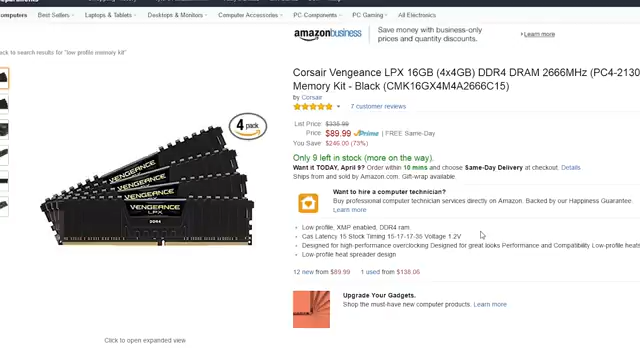 omputers Best Sellers Laptops & Tablets Desktops & Monitors Computer Accessories PC Components PC Gaming All Electronics
amazonbusiness Save money with business-only prices and quantity discounts. Learn more
ack to search results for "low profile memory kit"
Corsair Vengeance LPX 16GB (4x4GB) DDR4 DRAM 2666MHz (PC4-2130
Memory Kit - Black (CMK16GX4M4A2666C15)
by Corsair
7 customer reviews
List Price: $335.99
Price: $89.99 Prime | FREE Same-Day
You Save: $246.00 (73%)
Only 9 left in stock (more on the way).
Want it TODAY, April 9? Order within 10 mins and choose Same-Day Delivery at checkout. Details
Ships from and sold by Amazon.com. Gift-wrap available.
Want to hire a computer technician?
Buy professional computer technician services directly on Amazon. Backed by our Happiness Guarantee.
Learn more
Low profile, XMP enabled, DDR4 ram.
Cas Latency 15 Stock Timing 15-17-17-35 Voltage 1.2V
Designed for high-performance overclocking Designed for great looks Performance and Compatibility Low-profile heats
Low-profile heat spreader design
12 new from $89.99 1 used from $138.06
Upgrade Your Gadgets.
Shop the must-have new computer products. Learn more
4 pack
VENGEANCE
VENGEANCE
VENGEANCE
VENGEANCE
LPX
DDR4
Click to open expanded view